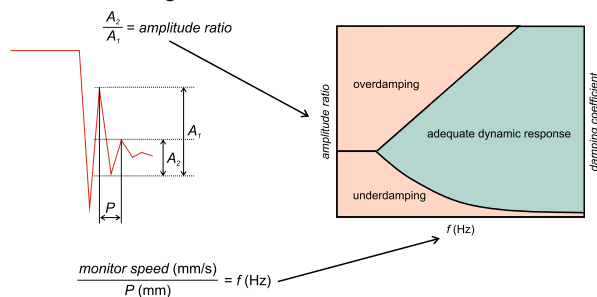 A2
A1
= amplitude ratio
A1
A2
P
overdamping
adequate dynamic response
underdamping
amplitude ratio
damping coefficient
f (Hz)
monitor speed (mm/s)
P (mm)
= f (Hz)